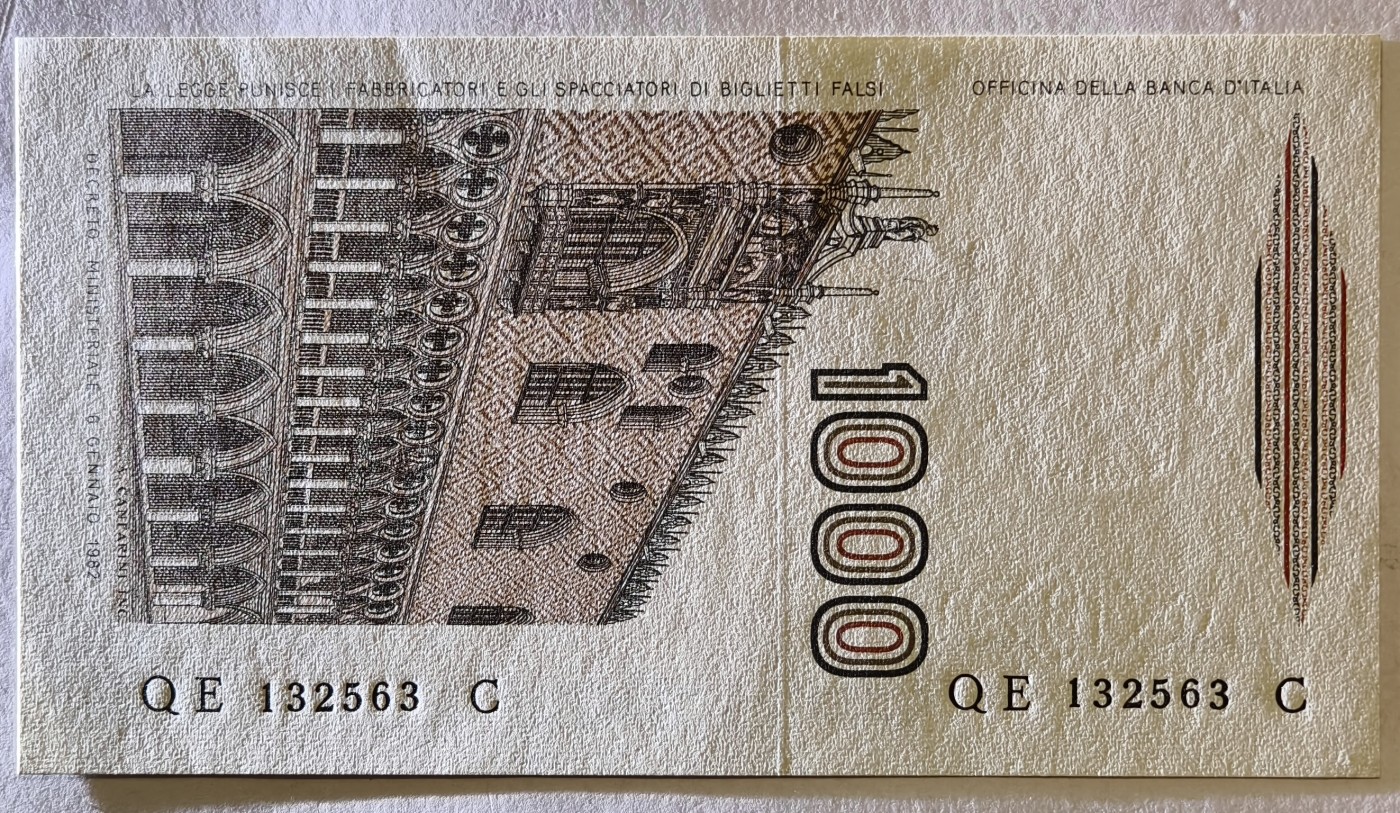 LA LEGGE PUNISCE I FABBRICATORI E GLI SPACCIATORI DI BIGLIETTI FALSI
OFFICINA DELLA BANCA D'ITALIA
DECRETO MINISTERIALE 6 GENNAIO 1982
1000
QE 132563 C
QE 132563 C